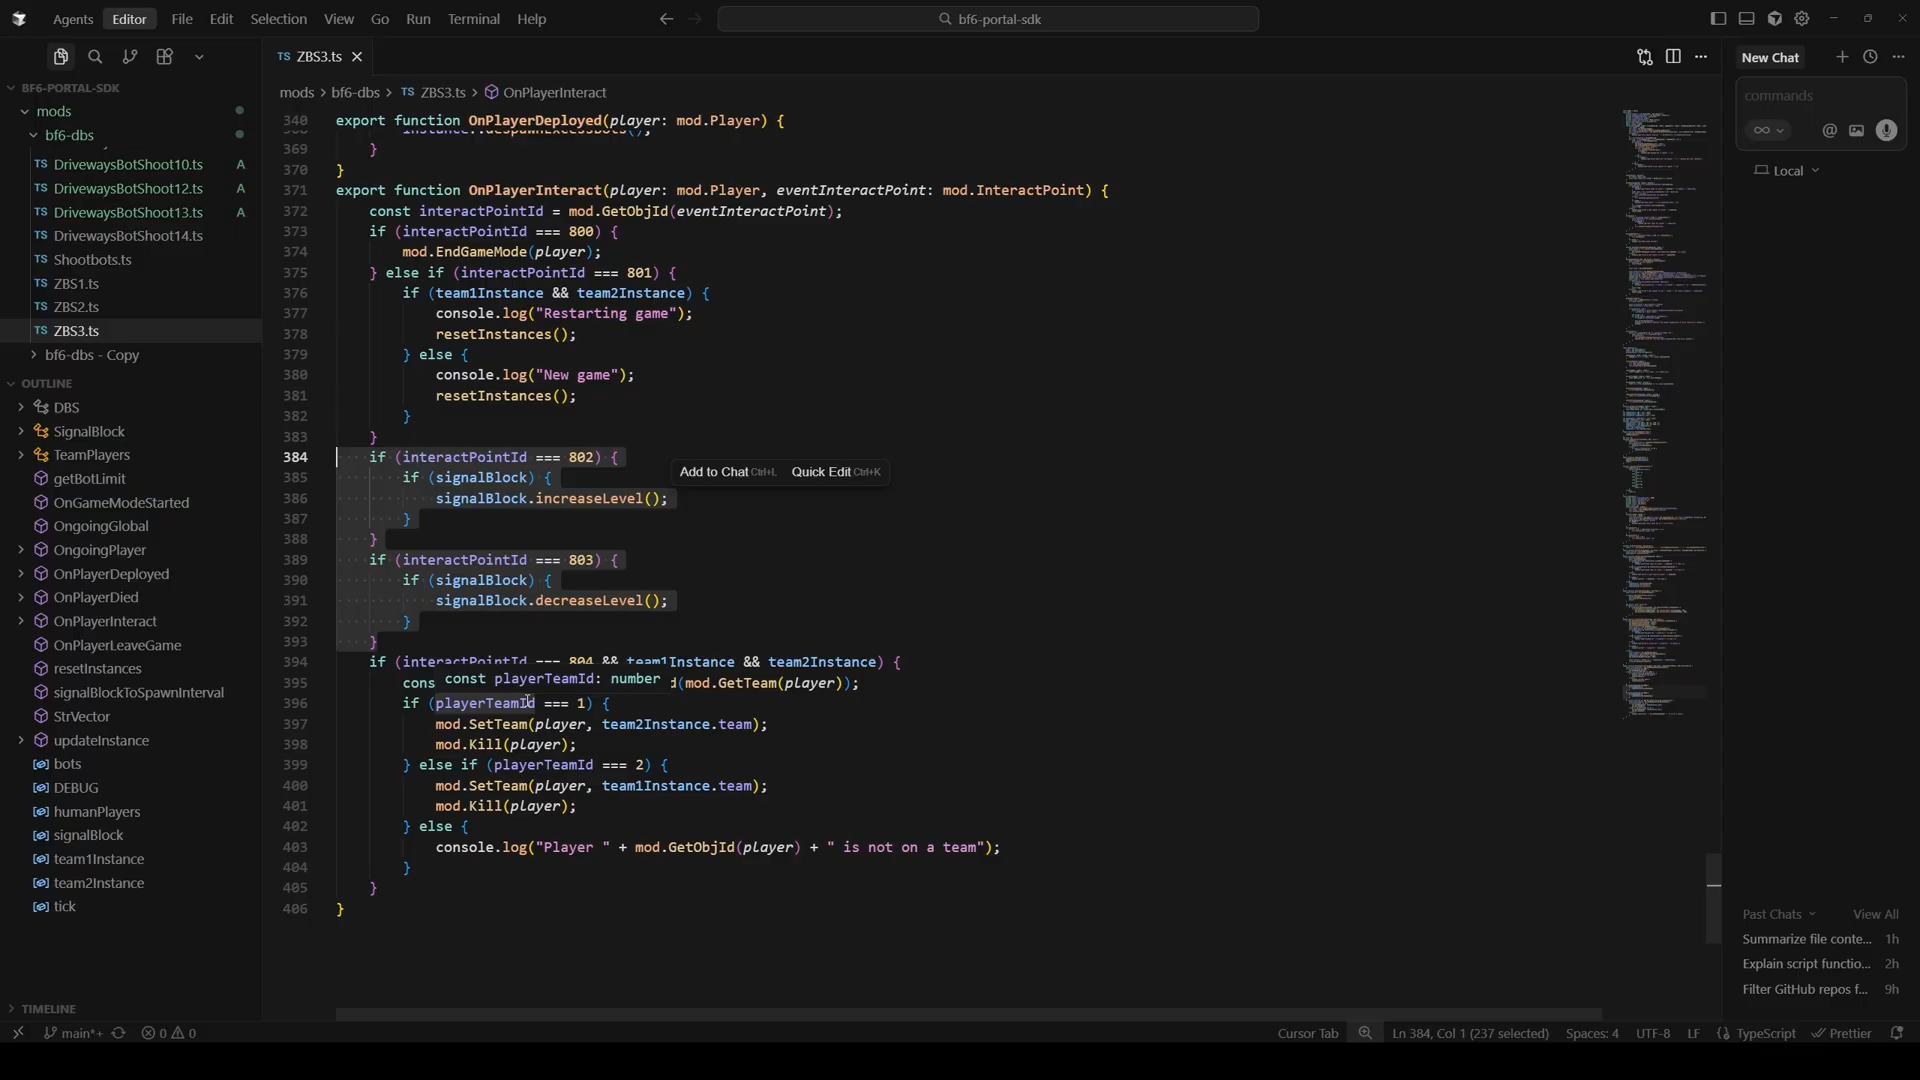 Agents Editor File Edit Selection View Go Run Terminal Help
bf6-portal-sdk
TS ZBS3.ts
New Chat
BF6-PORTAL-SDK
mods
bf6-dbs
TS DrivewaysBotShoot10.ts A
TS DrivewaysBotShoot12.ts A
TS DrivewaysBotShoot13.ts A
TS DrivewaysBotShoot14.ts
TS Shootbots.ts
TS ZBS1.ts
TS ZBS2.ts
TS ZBS3.ts
bf6-dbs - Copy
OUTLINE
DBS
SignalBlock
TeamPlayers
getBotLimit
OnGameModeStarted
OngoingGlobal
OngoingPlayer
OnPlayerDeployed
OnPlayerDied
OnPlayerInteract
OnPlayerLeaveGame
resetInstances
signalBlockToSpawnInterval
StrVector
updateInstance
bots
DEBUG
humanPlayers
signalBlock
team1Instance
team2Instance
tick
TIMELINE
mods > bf6-dbs > TS ZBS3.ts > OnPlayerInteract
340 export function OnPlayerDeployed(player: mod.Player) {
369 }
370 }
371 export function OnPlayerInteract(player: mod.Player, eventInteractPoint: mod.InteractPoint) {
372 const interactPointId = mod.GetObjId(eventInteractPoint);
373 if (interactPointId === 800) {
374 mod.EndGameMode(player);
375 } else if (interactPointId === 801) {
376 if (team1Instance && team2Instance) {
377 console.log("Restarting game");
378 resetInstances();
379 } else {
380 console.log("New game");
381 resetInstances();
382 }
383 }
384 if (interactPointId === 802) {
385 if (signalBlock) {
386 signalBlock.increaseLevel();
387 }
388 }
389 if (interactPointId === 803) {
390 if (signalBlock) {
391 signalBlock.decreaseLevel();
392 }
393 }
394 if (interactPointId === 804 && team1Instance && team2Instance) {
395 cons d(mod.GetTeam(player));
396 if (playerTeamId === 1) {
397 mod.SetTeam(player, team2Instance.team);
398 mod.Kill(player);
399 } else if (playerTeamId === 2) {
400 mod.SetTeam(player, team1Instance.team);
401 mod.Kill(player);
402 } else {
403 console.log("Player " + mod.GetObjId(player) + " is not on a team");
404 }
405 }
406 }
Add to Chat Ctrl+L Quick Edit Ctrl+K
const playerTeamId: number
commands
∞
@
Local
Past Chats View All
Summarize file conte... 1h
Explain script functio... 2h
Filter GitHub repos f... 9h
main*+ 0 0 Cursor Tab Ln 384, Col 1 (237 selected) Spaces: 4 UTF-8 LF {} TypeScript Prettier